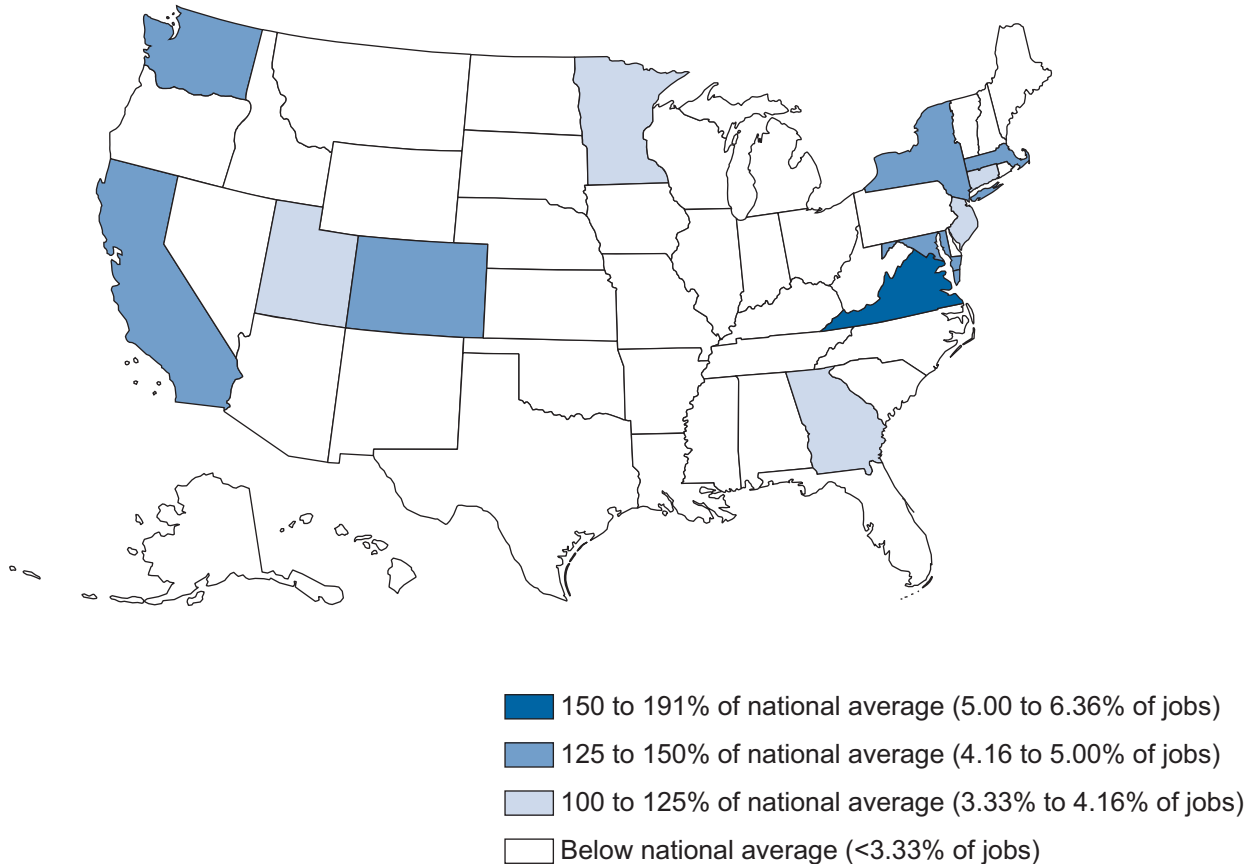 150 to 191% of national average (5.00 to 6.36% of jobs)
125 to 150% of national average (4.16 to 5.00% of jobs)
100 to 125% of national average (3.33% to 4.16% of jobs)
Below national average (<3.33% of jobs)